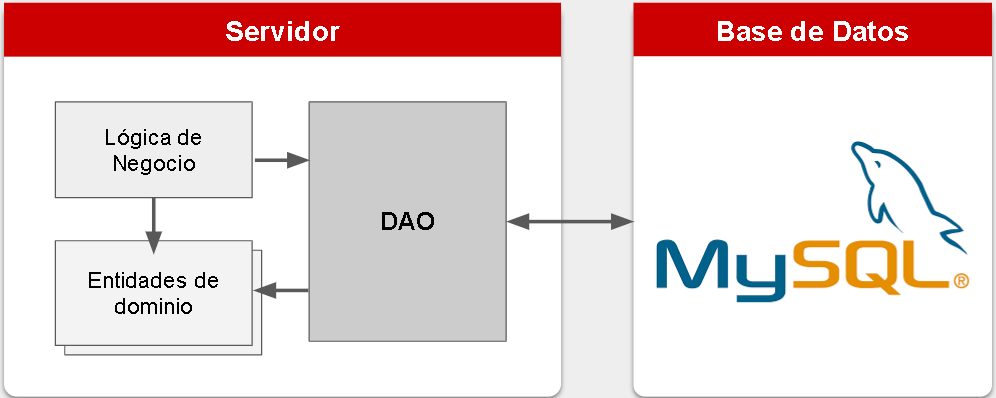 Servidor
Base de Datos
Lógica de
Negocio
DAO
Entidades de
dominio
MySQL®